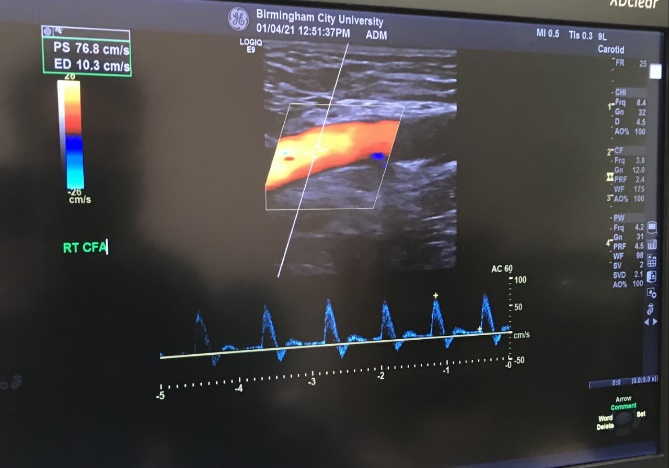 XDclear
GE
Birmingham City University
01/04/21 12:51:37PM ADM
MI 0.5 TIs 0.3 9L
Carotid
LOGIQ
E9
PS 76.8 cm/s
ED 10.3 cm/s
26
-26
cm/s
RT CFA
FR 25
CHI
Frq 8.4
Gn 32
D 4.5
AO% 100
CF
Frq 3.6
Gn 12.0
PRF 2.4
WF 175
AO% 100
PW
Frq 4.2
Gn 31
PRF 4.5
WF 98
SV 2
SVD 2.1
AO% 100
1
2
3
4
AC 60
100
50
cm/s
-50
-5
-4
-3
-2
-1
-0
Arrow
Comment
Word
Delete
Set